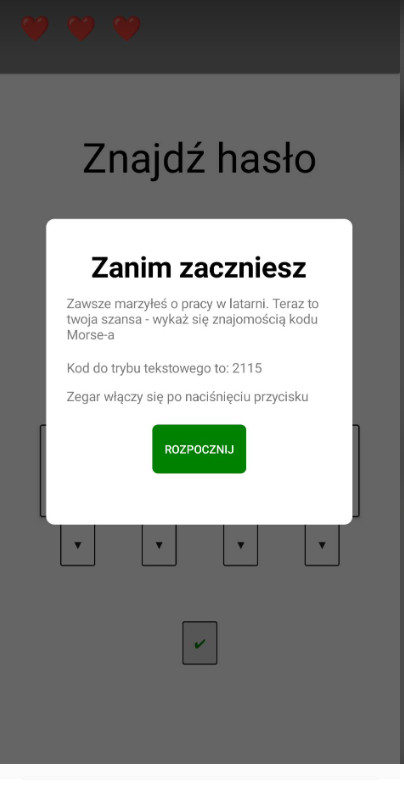 Znajdź hasło
Zanim zaczniesz
Zawsze marzyłeś o pracy w latarni. Teraz to
twoja szansa - wykaż się znajomością kodu
Morse-a
Kod do trybu tekstowego to: 2115
Zegar włączy się po naciśnięciu przycisku
ROZPOCZNIJ